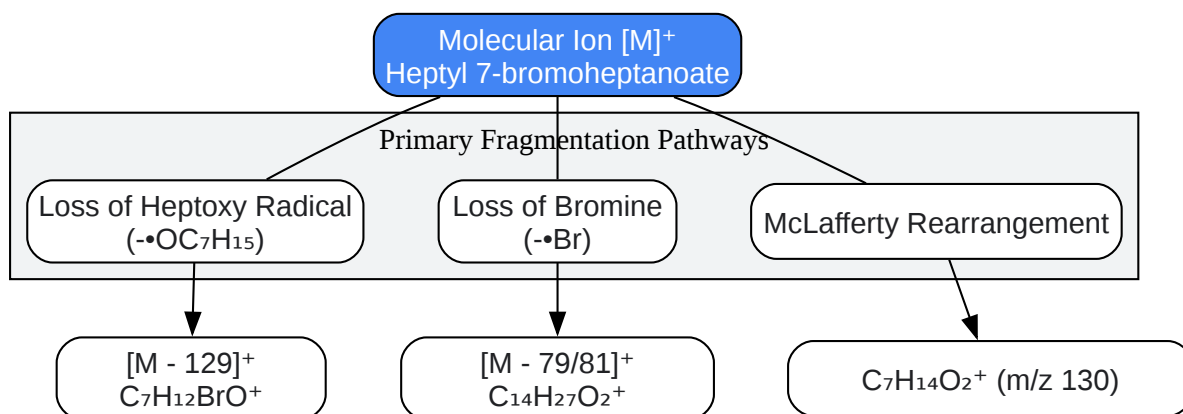 Molecular Ion [M]⁺
Heptyl 7-bromoheptanoate
Primary Fragmentation Pathways
Loss of Heptoxy Radical
(-•OC₇H₁₅)
Loss of Bromine
(-•Br)
McLafferty Rearrangement
[M - 129]⁺
C₇H₁₂BrO⁺
[M - 79/81]⁺
C₁₄H₂₇O₂⁺
C₇H₁₄O₂⁺ (m/z 130)